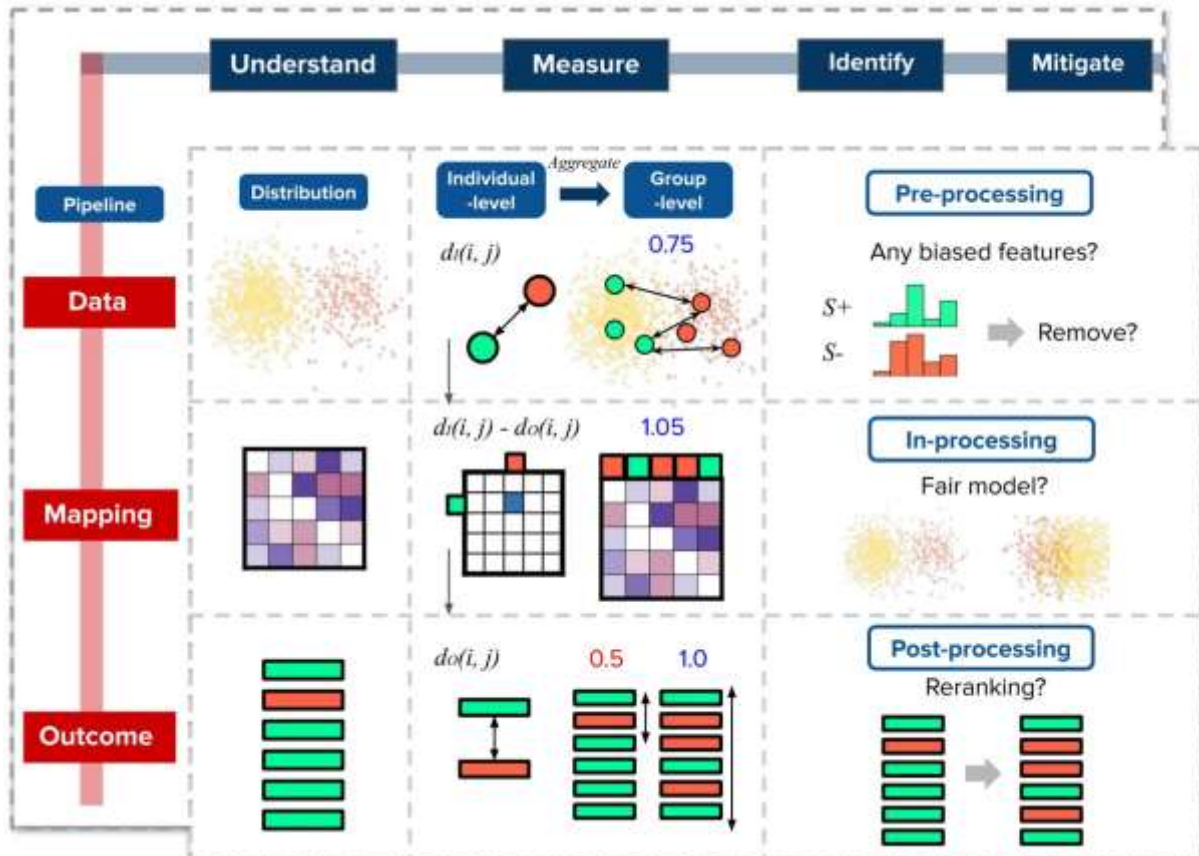 Understand
Measure
Identify
Mitigate
Pipeline
Distribution
Individual
-level
Aggregate
Group
-level
Pre-processing
Data
dI(i, j)
0.75
Any biased features?
S+
S-
Remove?
Mapping
dI(i, j) - dO(i, j)
1.05
In-processing
Fair model?
Outcome
dO(i, j)
0.5
1.0
Post-processing
Reranking?